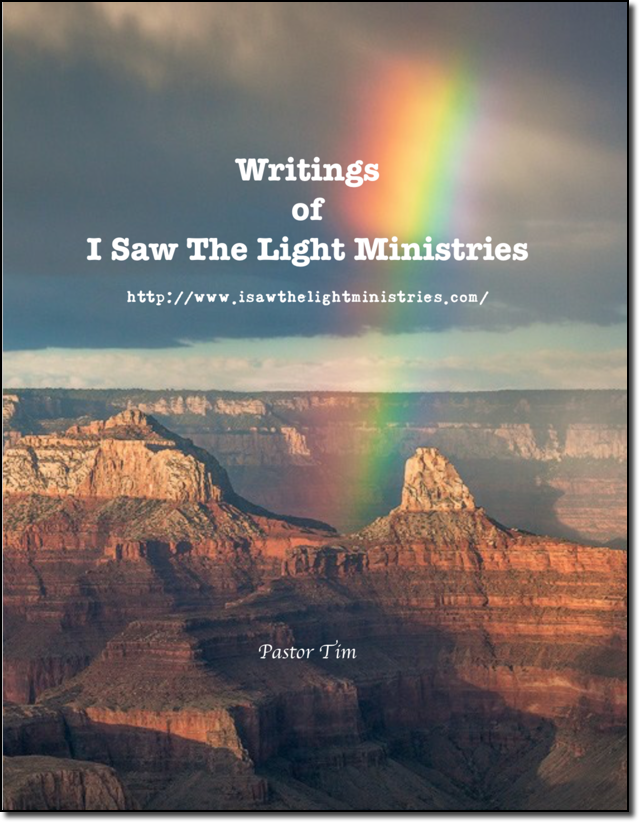 Writings
of
I Saw The Light Ministries
http://www.isawthelightministries.com/
Pastor Tim